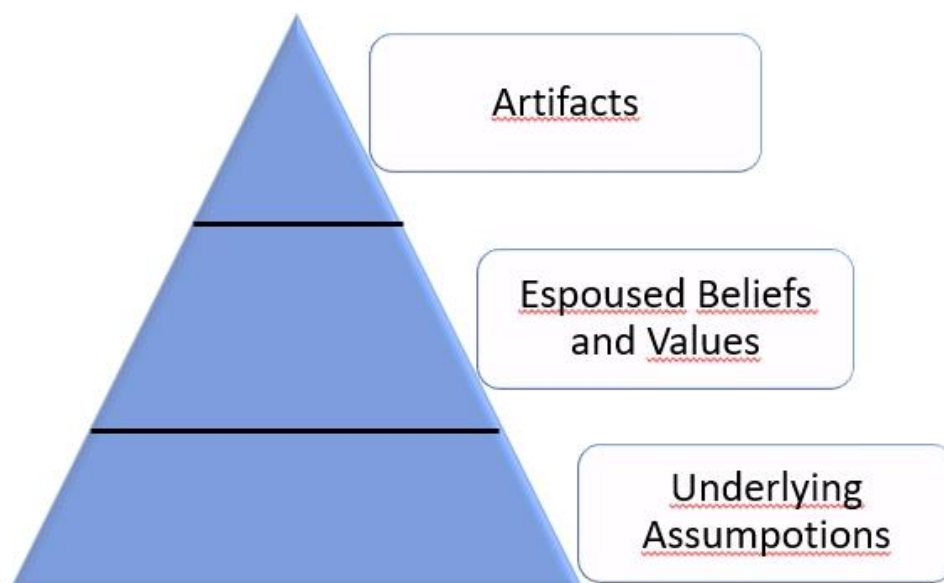 Artifacts
Espoused Beliefs
and Values
Underlying
Assumpotions